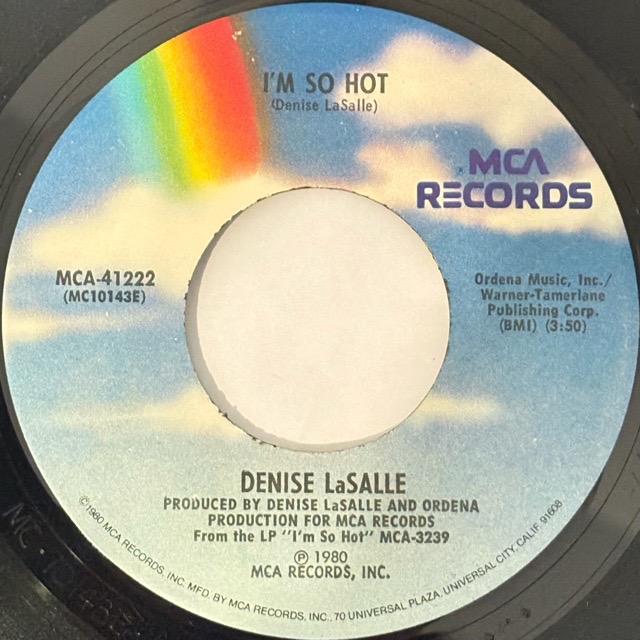 I'M SO HOT
(Denise LaSalle)
MCA
RECORDS
MCA-41222
(MC10143E)
Ordena Music, Inc./
Warner-Tamerlane
Publishing Corp.
(BMI) (3:50)
DENISE LaSALLE
PRODUCED BY DENISE LaSALLE AND ORDENA
PRODUCTION FOR MCA RECORDS
From the LP "I'm So Hot" MCA-3239
℗ 1980
MCA RECORDS, INC.
©1980 MCA RECORDS, INC. MFD. BY MCA RECORDS, INC., 70 UNIVERSAL PLAZA, UNIVERSAL CITY, CALIF. 91608